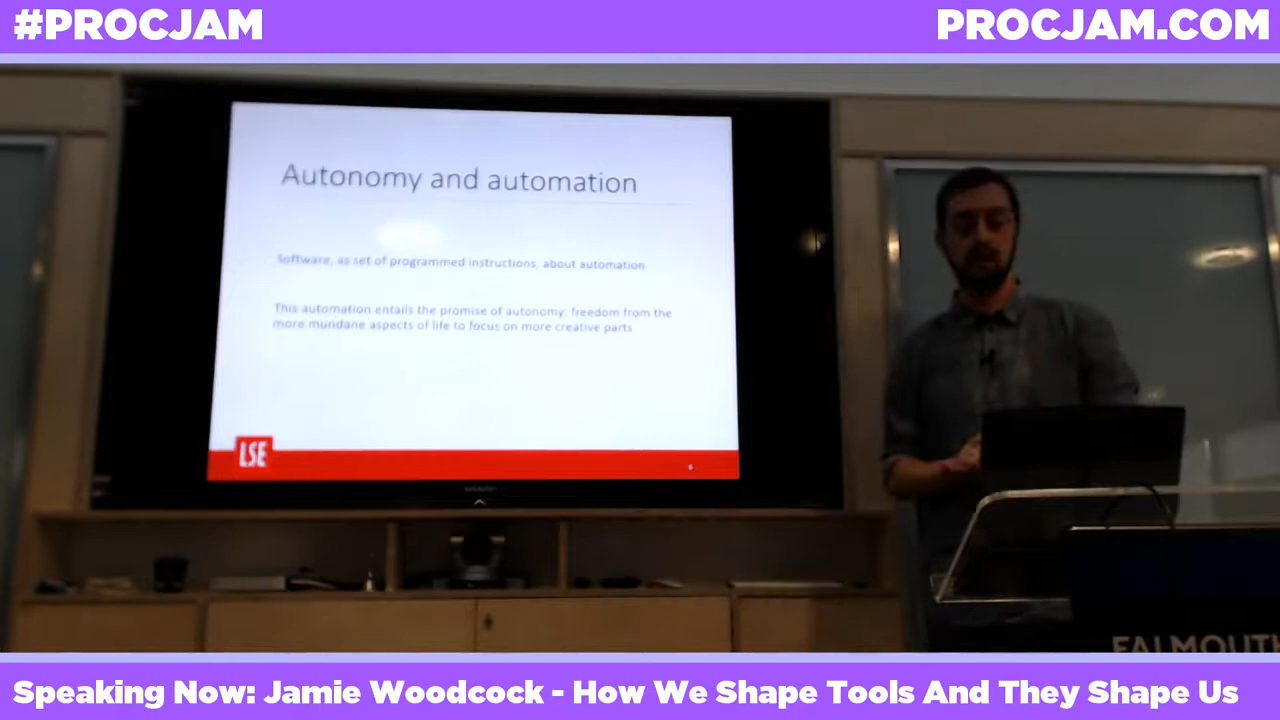 #PROCJAM
PROCJAM.COM
Autonomy and automation
Software, as set of programmed instructions, about automation
This automation entails the promise of autonomy: freedom from the
more mundane aspects of life to focus on more creative parts
LSE
FALMOUTH
Speaking Now: Jamie Woodcock - How We Shape Tools And They Shape Us